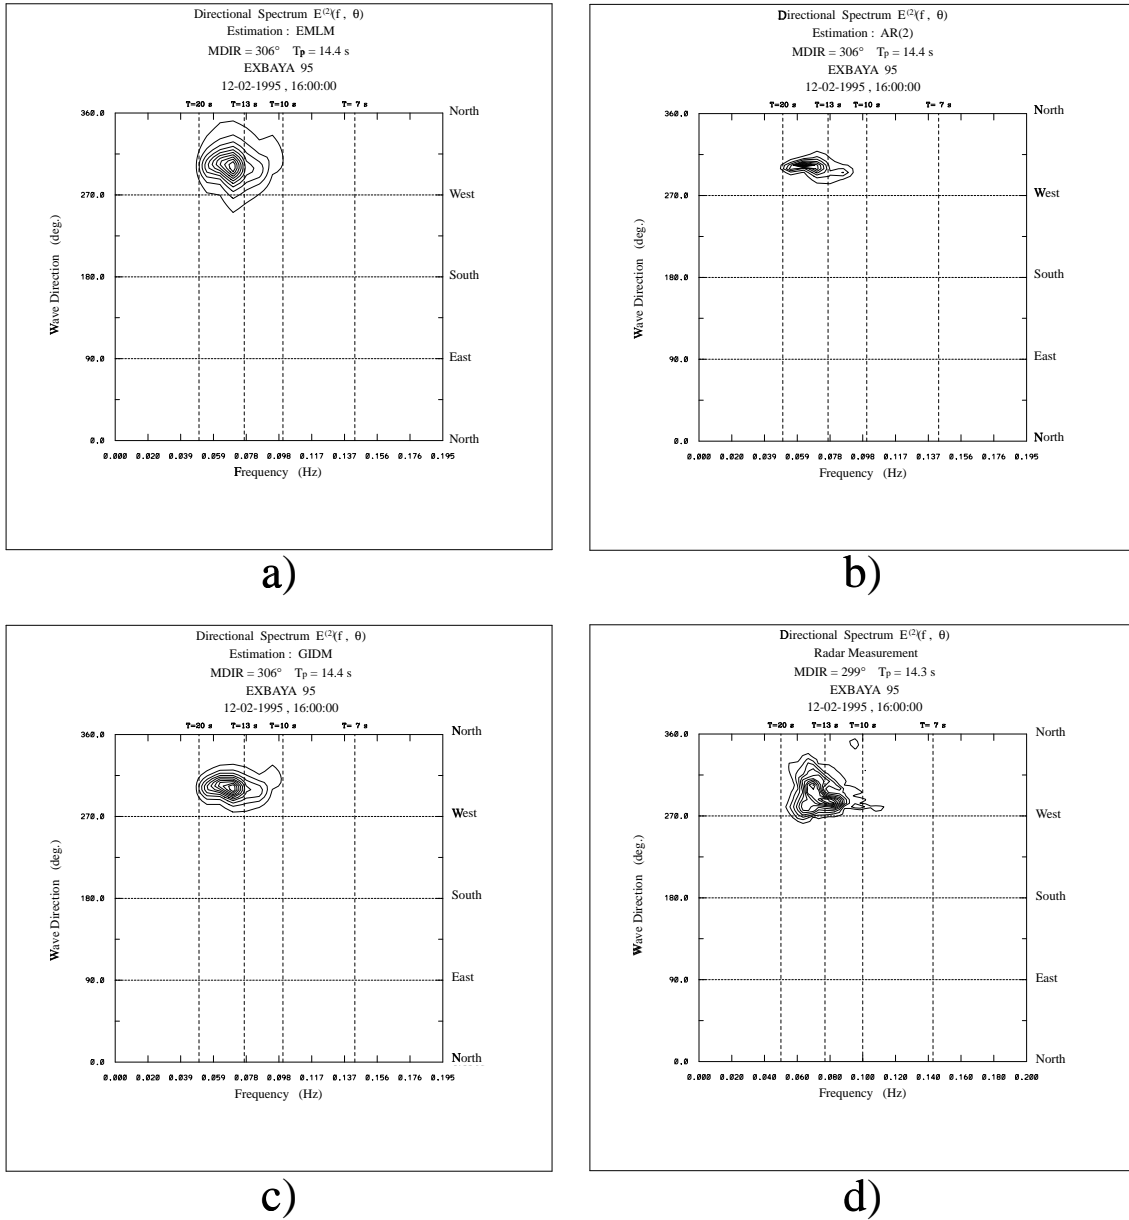 Directional Spectrum E(2)(f , θ)
Estimation : EMLM
MDIR = 306° Tp = 14.4 s
EXBAYA 95
12-02-1995 , 16:00:00
T=20 s T=13 s T=10 s T= 7 s
360.0 North
270.0 West
180.0 South
90.0 East
0.0 North
Wave Direction (deg.)
0.000 0.020 0.039 0.059 0.078 0.098 0.117 0.137 0.156 0.176 0.195
Frequency (Hz)
a)
Directional Spectrum E(2)(f , θ)
Estimation : AR(2)
MDIR = 306° Tp = 14.4 s
EXBAYA 95
12-02-1995 , 16:00:00
T=20 s T=13 s T=10 s T= 7 s
360.0 North
270.0 West
180.0 South
90.0 East
0.0 North
Wave Direction (deg.)
0.000 0.020 0.039 0.059 0.078 0.098 0.117 0.137 0.156 0.176 0.195
Frequency (Hz)
b)
Directional Spectrum E(2)(f , θ)
Estimation : GIDM
MDIR = 306° Tp = 14.4 s
EXBAYA 95
12-02-1995 , 16:00:00
T=20 s T=13 s T=10 s T= 7 s
360.0 North
270.0 West
180.0 South
90.0 East
0.0 North
Wave Direction (deg.)
0.000 0.020 0.039 0.059 0.078 0.098 0.117 0.137 0.156 0.176 0.195
Frequency (Hz)
c)
Directional Spectrum E(2)(f , θ)
Radar Measurement
MDIR = 299° Tp = 14.3 s
EXBAYA 95
12-02-1995 , 16:00:00
T=20 s T=13 s T=10 s T= 7 s
360.0 North
270.0 West
180.0 South
90.0 East
0.0 North
Wave Direction (deg.)
0.000 0.020 0.040 0.060 0.080 0.100 0.120 0.140 0.160 0.180 0.200
Frequency (Hz)
d)